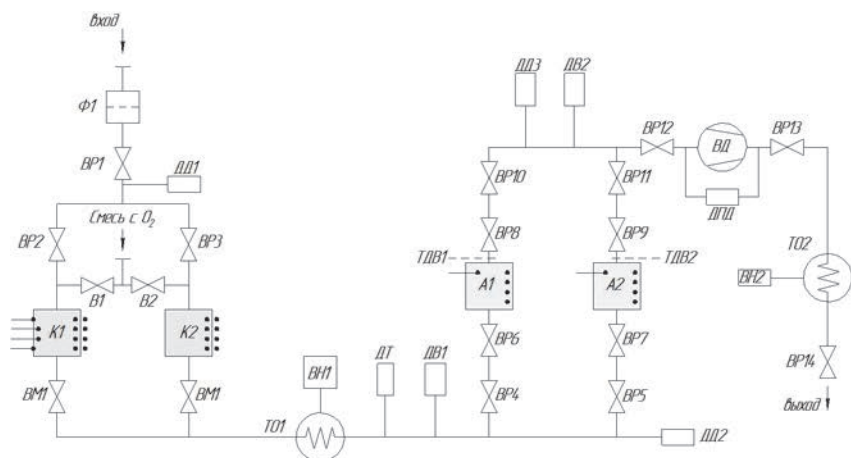 вход
Ф1
ВР1
ДД1
Смесь с О₂
ВР2
ВР3
В1
В2
К1
К2
ВМ1
ВМ1
ВН1
ТО1
ДТ
ДВ1
ДД2
ВР4
ВР5
ВР6
ВР7
А1
А2
ТДВ1
ТДВ2
ВР8
ВР9
ВР10
ВР11
ДД3
ДВ2
ВР12
ВД
ВР13
ДПД
ТО2
ВН2
ВР14
выход